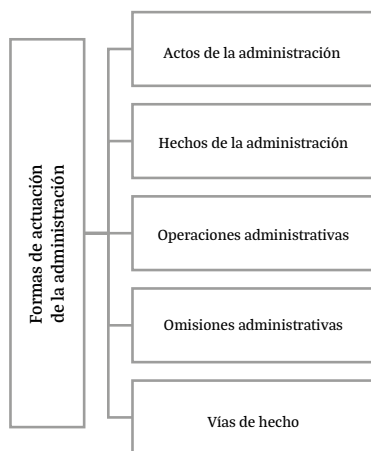 Formas de actuación
de la administración
Actos de la administración
Hechos de la administración
Operaciones administrativas
Omisiones administrativas
Vías de hecho